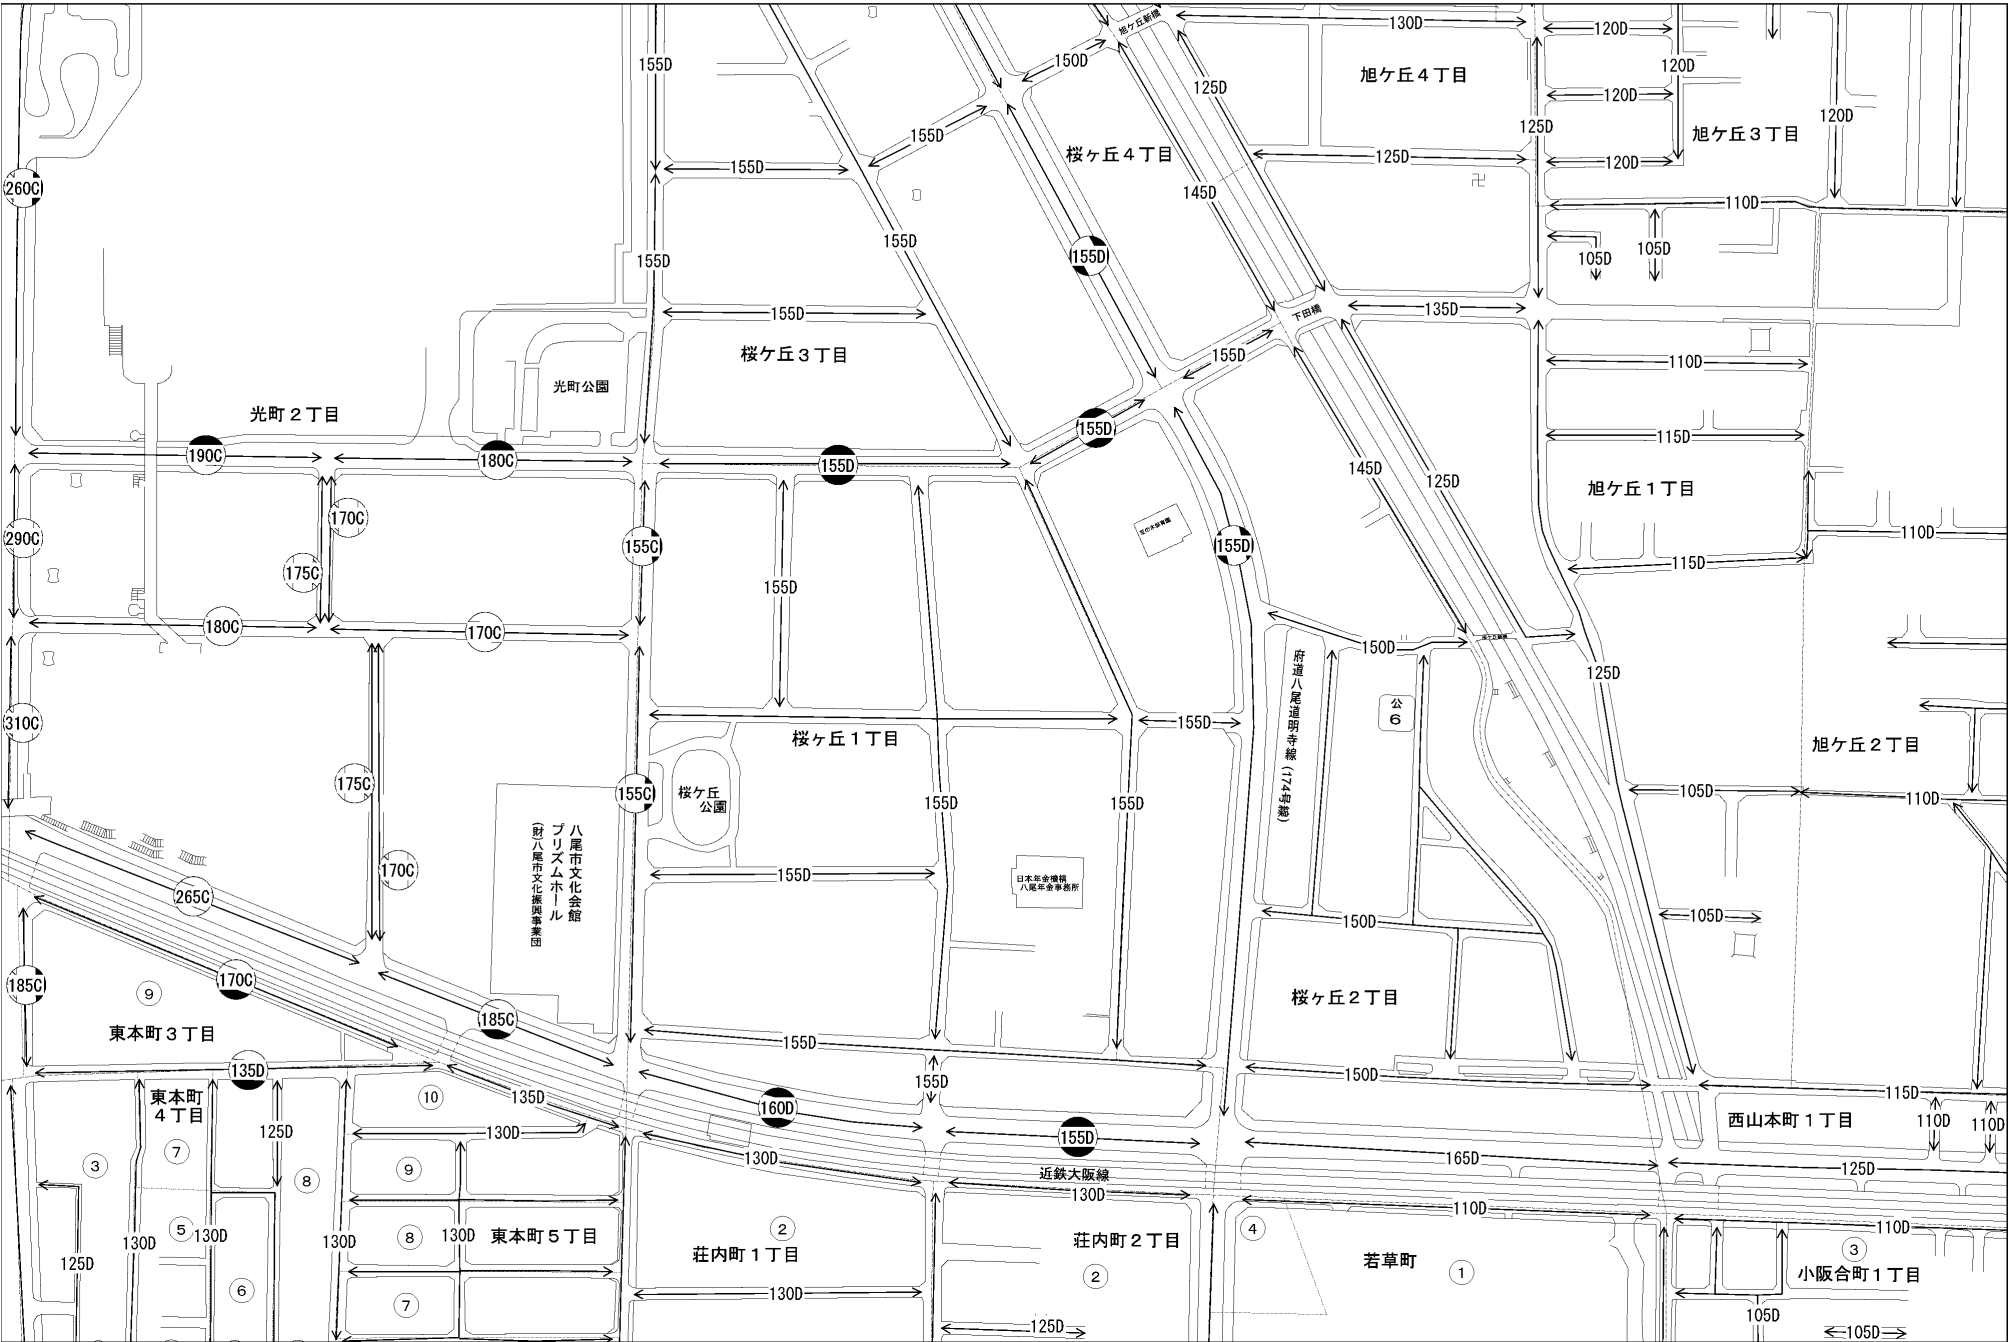 旭ケ丘新橋
130D
120D
155D
150D
120D
旭ケ丘4丁目
125D
120D
120D
155D
125D
旭ケ丘3丁目
桜ヶ丘4丁目
125D
120D
155D
260C
145D
110D
155D
155D
155D
105D
105D
下田橋
155D
135D
155D
桜ケ丘3丁目
110D
光町公園
光町2丁目
155D
115D
190C
180C
155D
145D
125D
旭ケ丘1丁目
170C
290C
155C
155D
110D
175C
115D
155D
180C
170C
150D
旭ケ丘新橋
125D
府道八尾道明寺線(174号線)
公
6
310C
155D
桜ヶ丘1丁目
旭ケ丘2丁目
175C
155C
桜ケ丘
公園
155D
155D
105D
110D
八尾市文化会館
プリズムホール
(財)八尾市文化振興事業団
170C
155D
日本年金機構
八尾年金事務所
265C
150D
105D
170C
185C
9
桜ヶ丘2丁目
東本町3丁目
185C
155D
135D
155D
150D
115D
東本町
4丁目
10
135D
160D
西山本町1丁目
110D
110D
125D
130D
155D
7
3
9
8
130D
近鉄大阪線
165D
125D
130D
110D
110D
5
130D
130D
130D
8
130D
東本町5丁目
2
荘内町1丁目
荘内町2丁目
4
若草町
3
小阪合町1丁目
125D
6
7
130D
2
1
125D
105D
105D